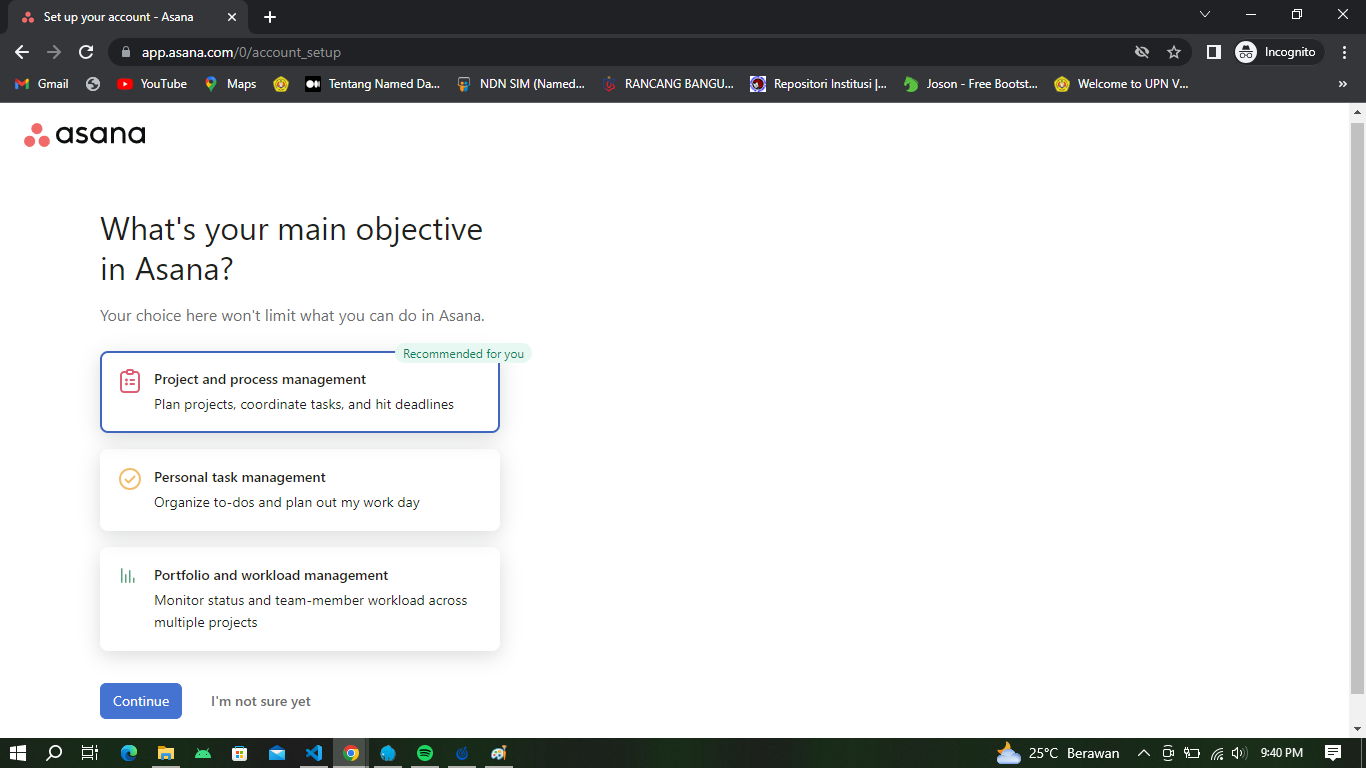 Set up your account - Asana
app.asana.com/0/account_setup
Incognito
Gmail
YouTube
Maps
Tentang Named Da...
NDN SIM (Named...
RANCANG BANGU...
Repositori Institusi |...
Joson - Free Bootst...
Welcome to UPN V...
»
asana
What's your main objective
in Asana?
Your choice here won't limit what you can do in Asana.
Recommended for you
Project and process management
Plan projects, coordinate tasks, and hit deadlines
Personal task management
Organize to-dos and plan out my work day
Portfolio and workload management
Monitor status and team-member workload across
multiple projects
Continue
I'm not sure yet
25°C Berawan
9:40 PM